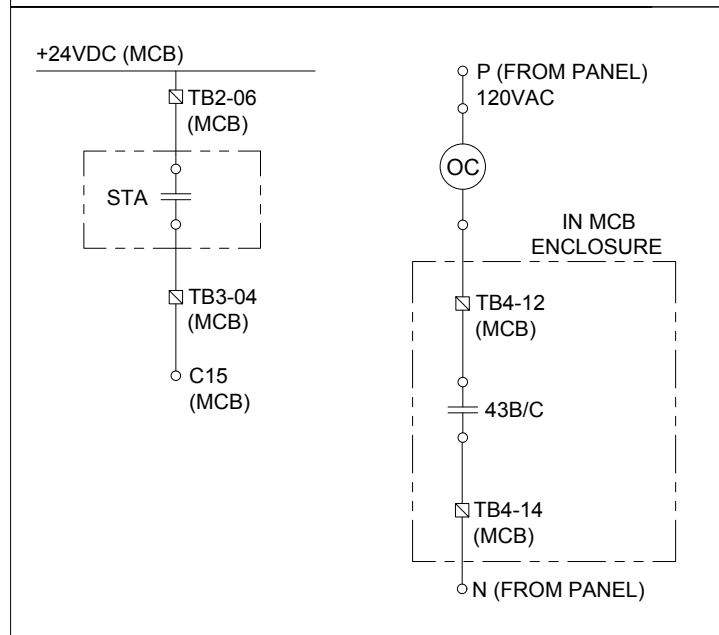 +24VDC (MCB)
TB2-06
(MCB)
STA
TB3-04
(MCB)
C15
(MCB)
P (FROM PANEL)
120VAC
OC
IN MCB
ENCLOSURE
TB4-12
(MCB)
43B/C
TB4-14
(MCB)
N (FROM PANEL)